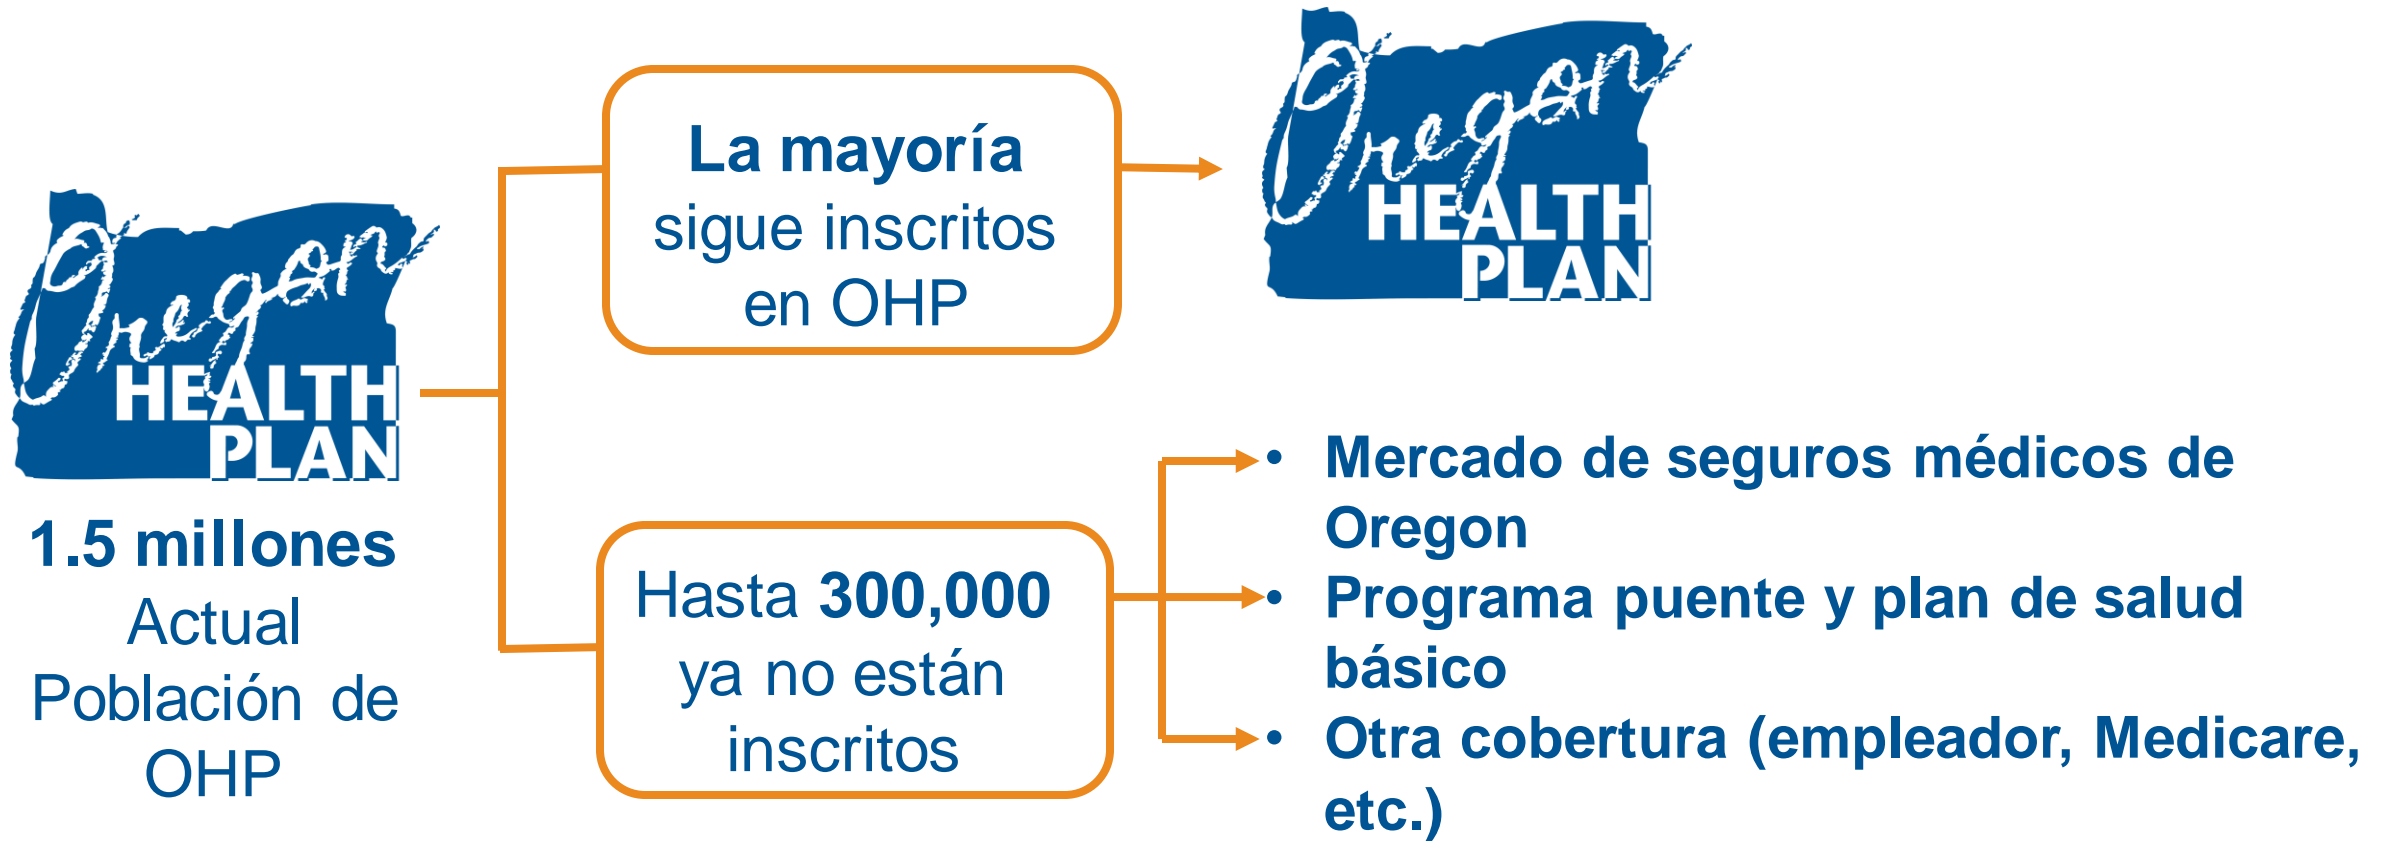 Oregon
HEALTH
PLAN
1.5 millones
Actual
Población de
OHP
La mayoría
sigue inscritos
en OHP
Oregon
HEALTH
PLAN
Hasta 300,000
ya no están
inscritos
• Mercado de seguros médicos de
Oregon
• Programa puente y plan de salud
básico
• Otra cobertura (empleador, Medicare,
etc.)